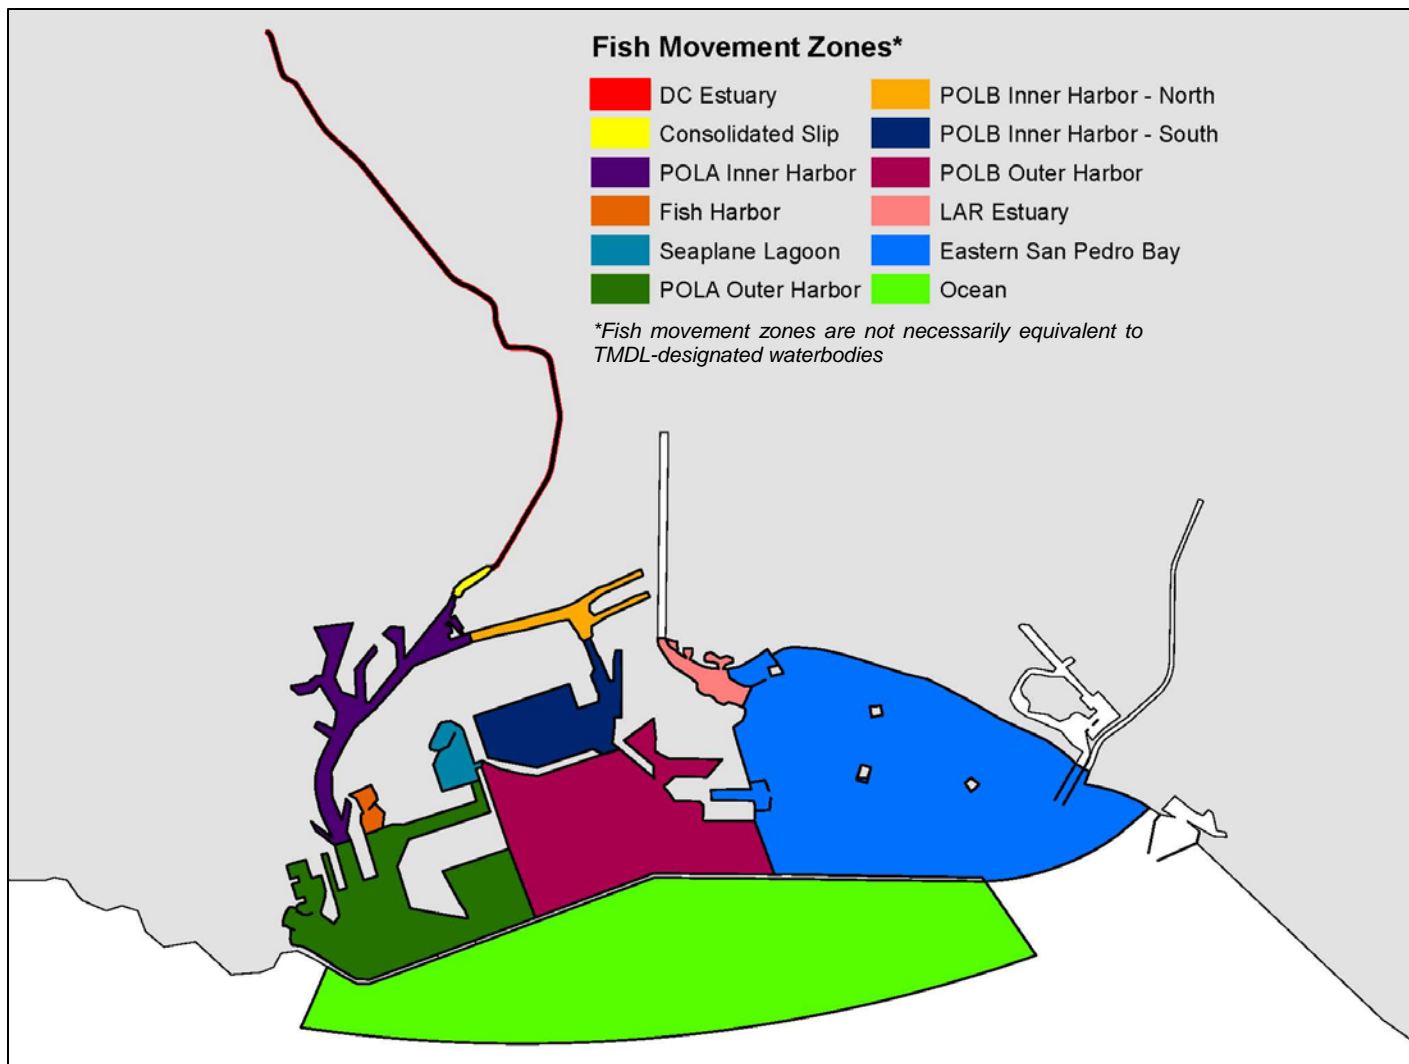 Fish Movement Zones*
DC Estuary
Consolidated Slip
POLA Inner Harbor
Fish Harbor
Seaplane Lagoon
POLA Outer Harbor
POLB Inner Harbor - North
POLB Inner Harbor - South
POLB Outer Harbor
LAR Estuary
Eastern San Pedro Bay
Ocean
*Fish movement zones are not necessarily equivalent to
TMDL-designated waterbodies